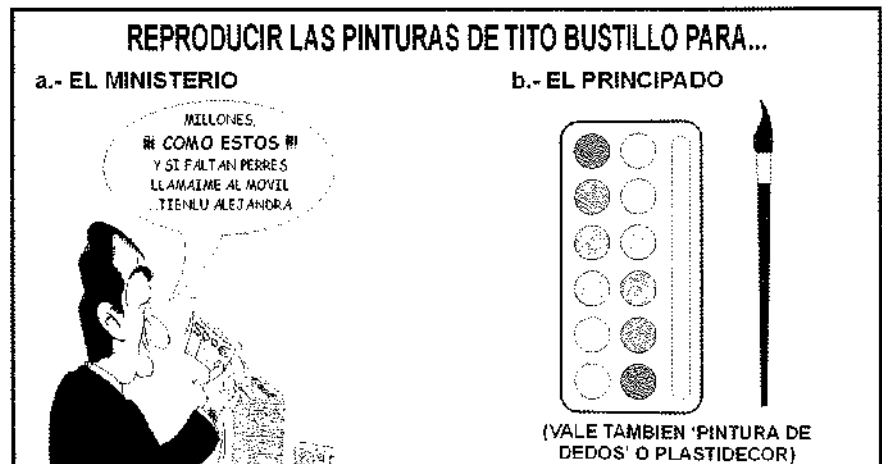 REPRODUCIR LAS PINTURAS DE TITO BUSTILLO PARA...
a.- EL MINISTERIO
MILLONES,
¡¡¡ COMO ESTOS !!!
Y SI FALTAN PERRES
LLAMAIME AL MOVIL
..TIENLU ALEJANDRA
b.- EL PRINCIPADO
(VALE TAMBIEN 'PINTURA DE
DEDOS' O PLASTIDECOR)